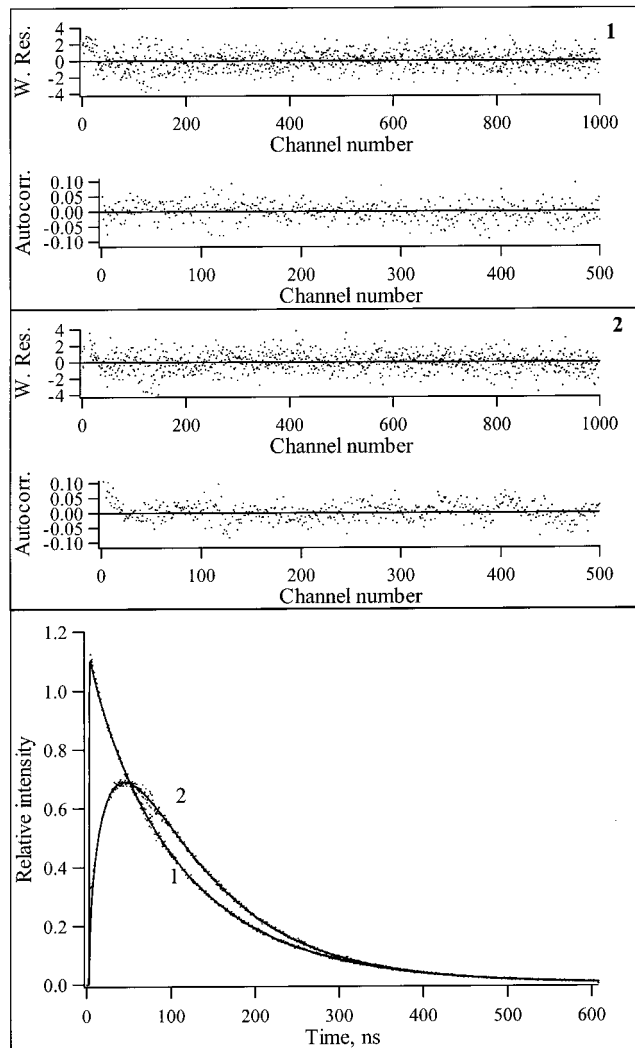 1
W. Res.
4
2
0
-2
-4
0 200 400 600 800 1000
Channel number
Autocorr.
0.10
0.05
0.00
-0.05
-0.10
0 100 200 300 400 500
Channel number
2
W. Res.
4
2
0
-2
-4
0 200 400 600 800 1000
Channel number
Autocorr.
0.10
0.05
0.00
-0.05
-0.10
0 100 200 300 400 500
Channel number
Relative intensity
1.2
1.0
0.8
0.6
0.4
0.2
0.0
2
1
0 100 200 300 400 500 600
Time, ns